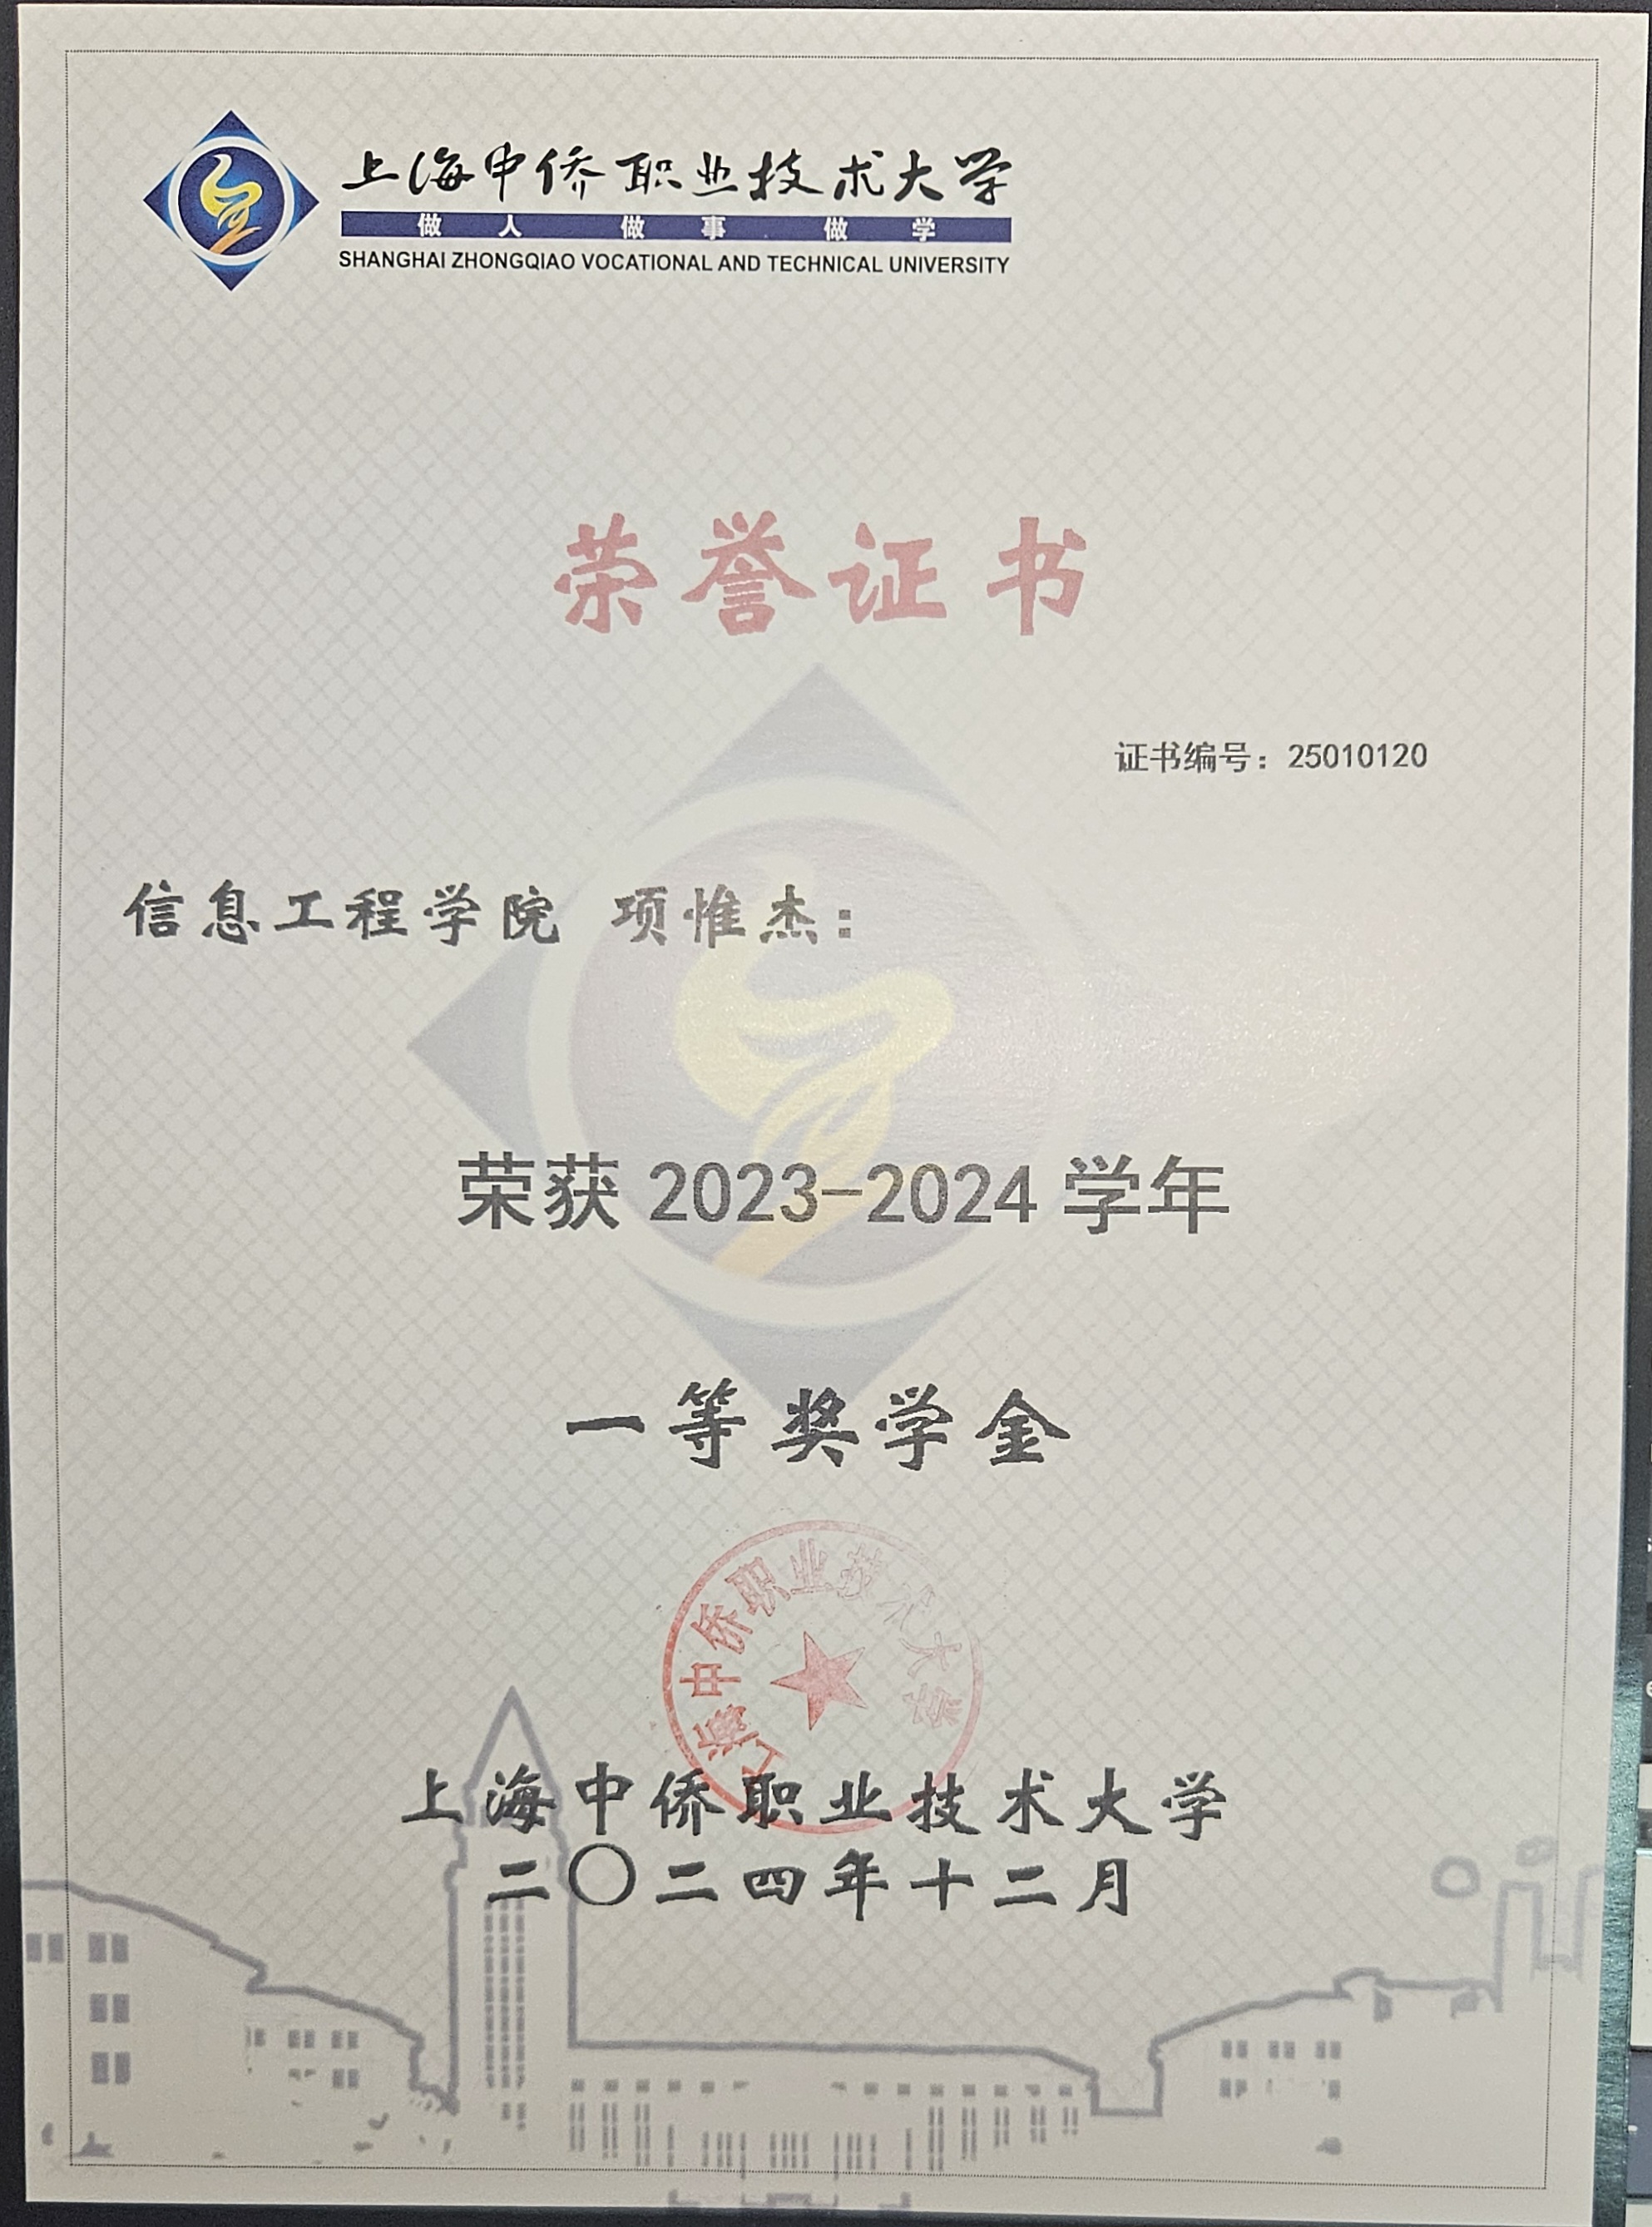 上海中侨职业技术大学
做人 做事 做学
SHANGHAI ZHONGQIAO VOCATIONAL AND TECHNICAL UNIVERSITY
荣誉证书
证书编号：25010120
信息工程学院 项惟杰：
荣获 2023-2024 学年
一等奖学金
上海中侨职业技术大学
上海中侨职业技术大学
二〇二四年十二月